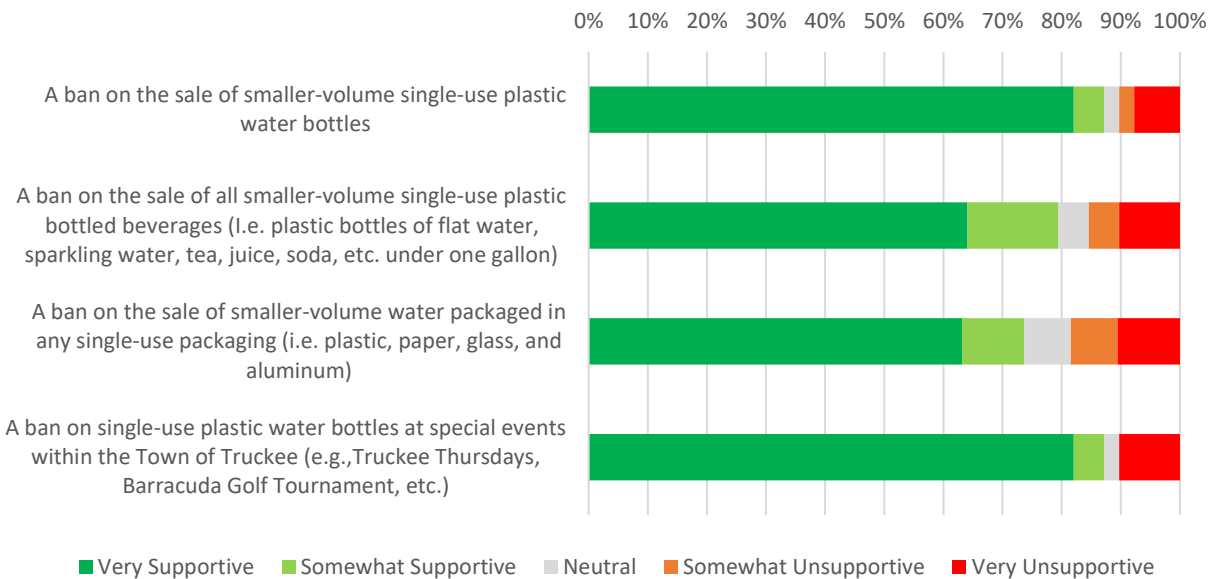 0% 10% 20% 30% 40% 50% 60% 70% 80% 90% 100%
A ban on the sale of smaller-volume single-use plastic
water bottles
A ban on the sale of all smaller-volume single-use plastic
bottled beverages (I.e. plastic bottles of flat water,
sparkling water, tea, juice, soda, etc. under one gallon)
A ban on the sale of smaller-volume water packaged in
any single-use packaging (i.e. plastic, paper, glass, and
aluminum)
A ban on single-use plastic water bottles at special events
within the Town of Truckee (e.g.,Truckee Thursdays,
Barracuda Golf Tournament, etc.)
Very Supportive Somewhat Supportive Neutral Somewhat Unsupportive Very Unsupportive